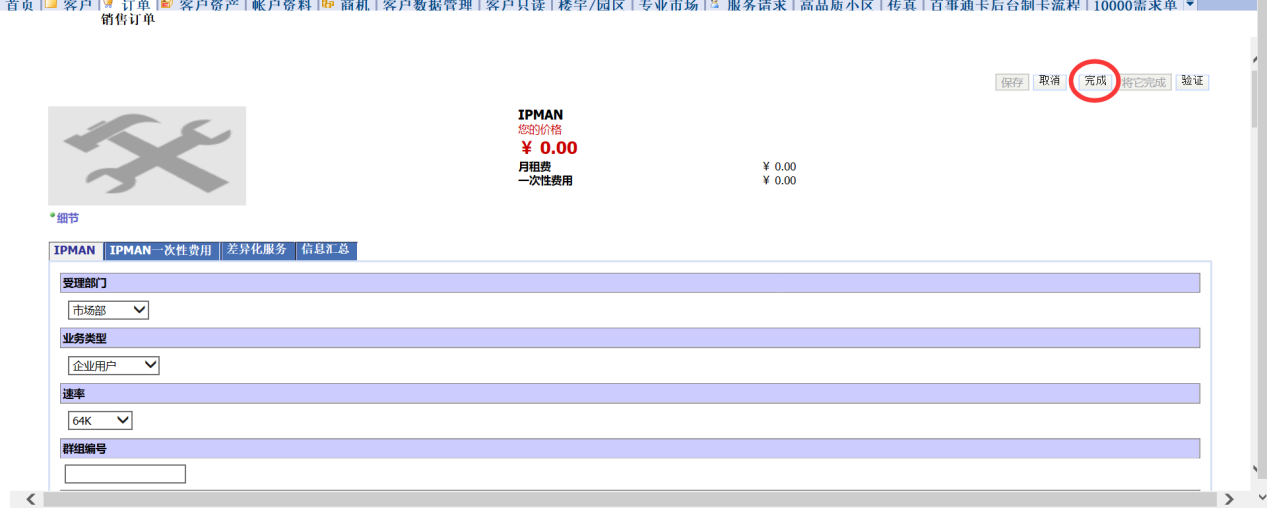 首页 | 客户 | 订单 | 客户资产 | 帐户资料 | 商机 | 客户数据管理 | 客户只读 | 楼宇/园区 | 专业市场 | 服务请求 | 高品质小区 | 传真 | 百事通卡后台制卡流程 | 10000需求单
销售订单
保存 取消 完成 将它完成 验证
IPMAN
您的价格
¥ 0.00
月租费 ¥ 0.00
一次性费用 ¥ 0.00
细节
IPMAN IPMAN一次性费用 差异化服务 信息汇总
受理部门
市场部
业务类型
企业用户
速率
64K
群组编号